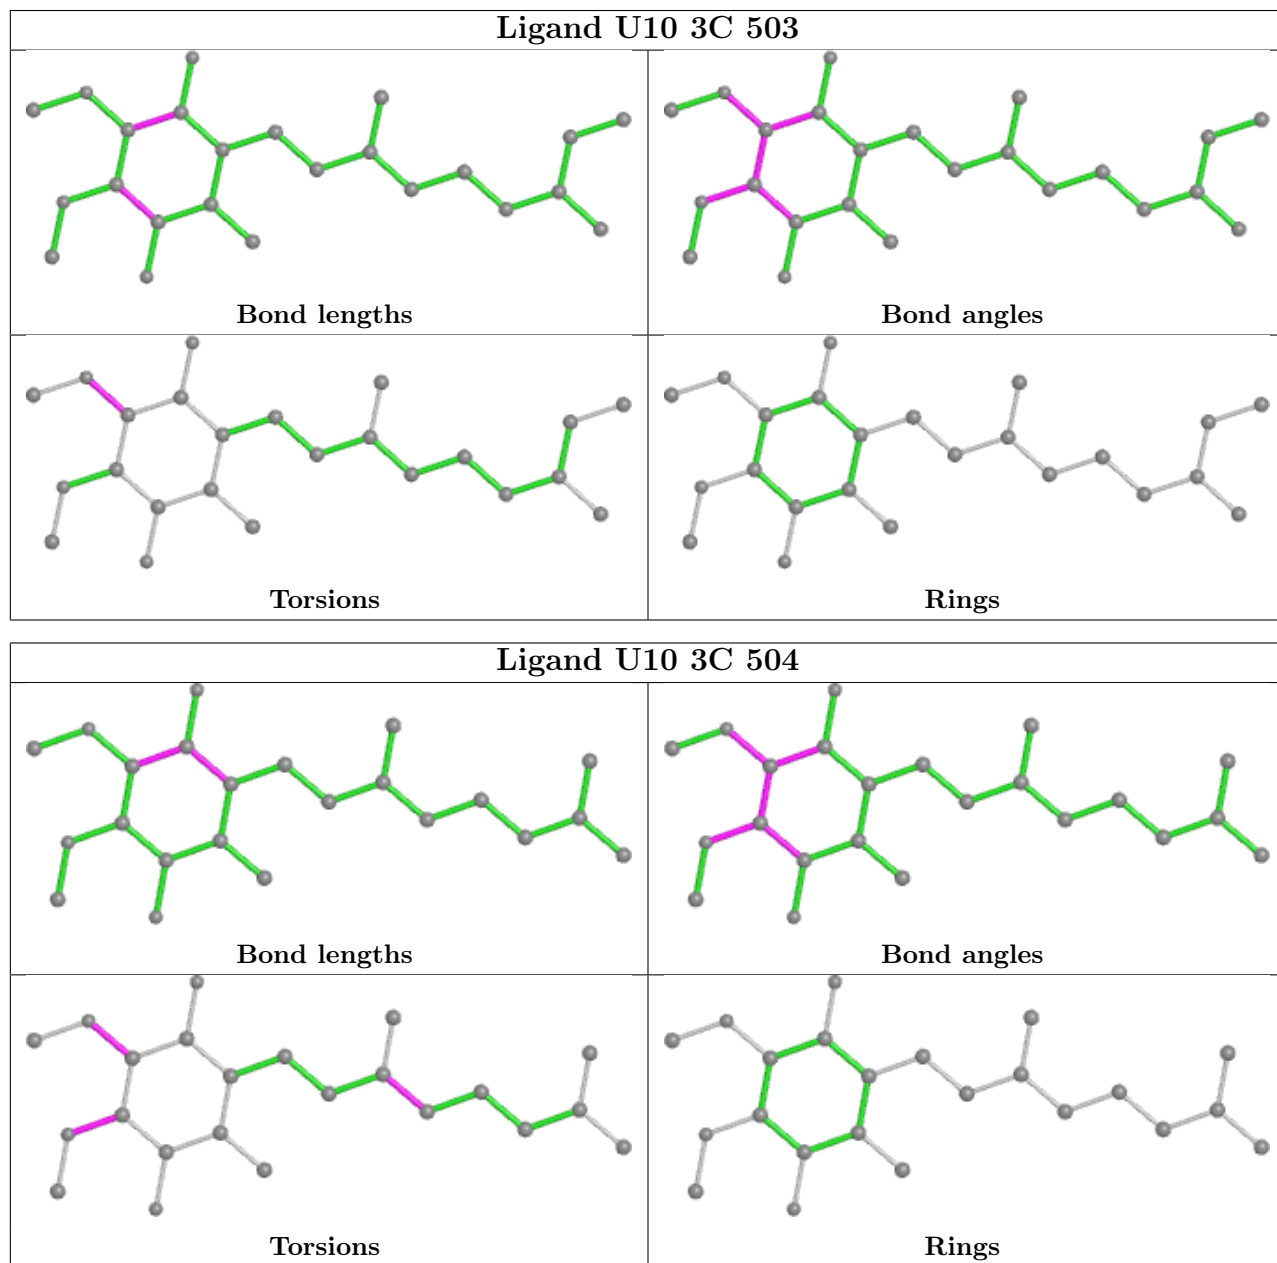 Ligand U10 3C 503
Bond lengths
Bond angles
Torsions
Rings
Ligand U10 3C 504
Bond lengths
Bond angles
Torsions
Rings